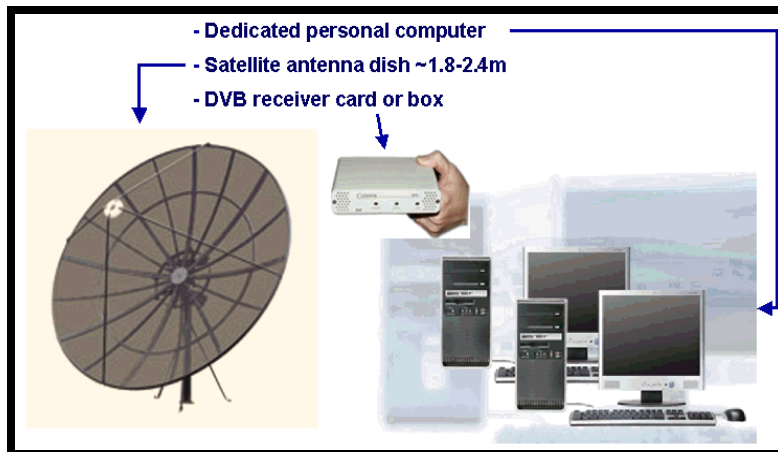 - Dedicated personal computer
- Satellite antenna dish ~1.8-2.4m
- DVB receiver card or box